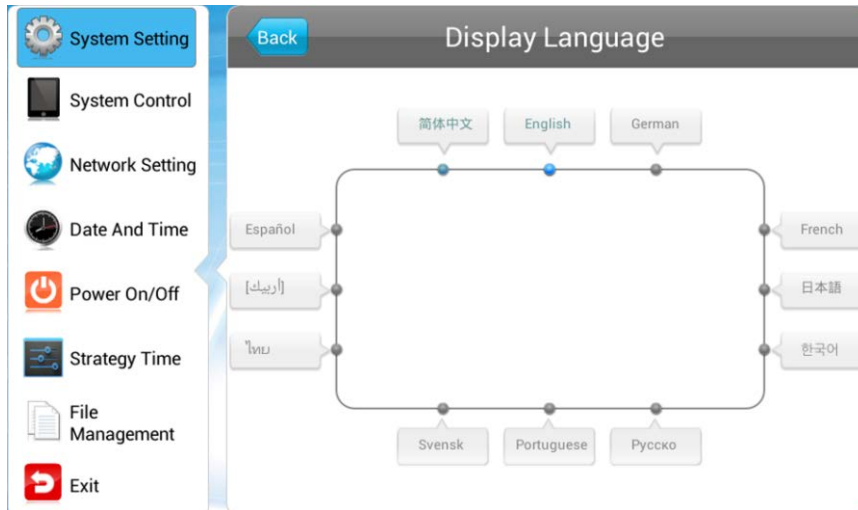 System Setting
System Control
Network Setting
Date And Time
Power On/Off
Strategy Time
File
Management
Exit
Back
Display Language
简体中文
English
German
Español
French
[أربيك]
日本語
ไทย
한국어
Svensk
Portuguese
Русско